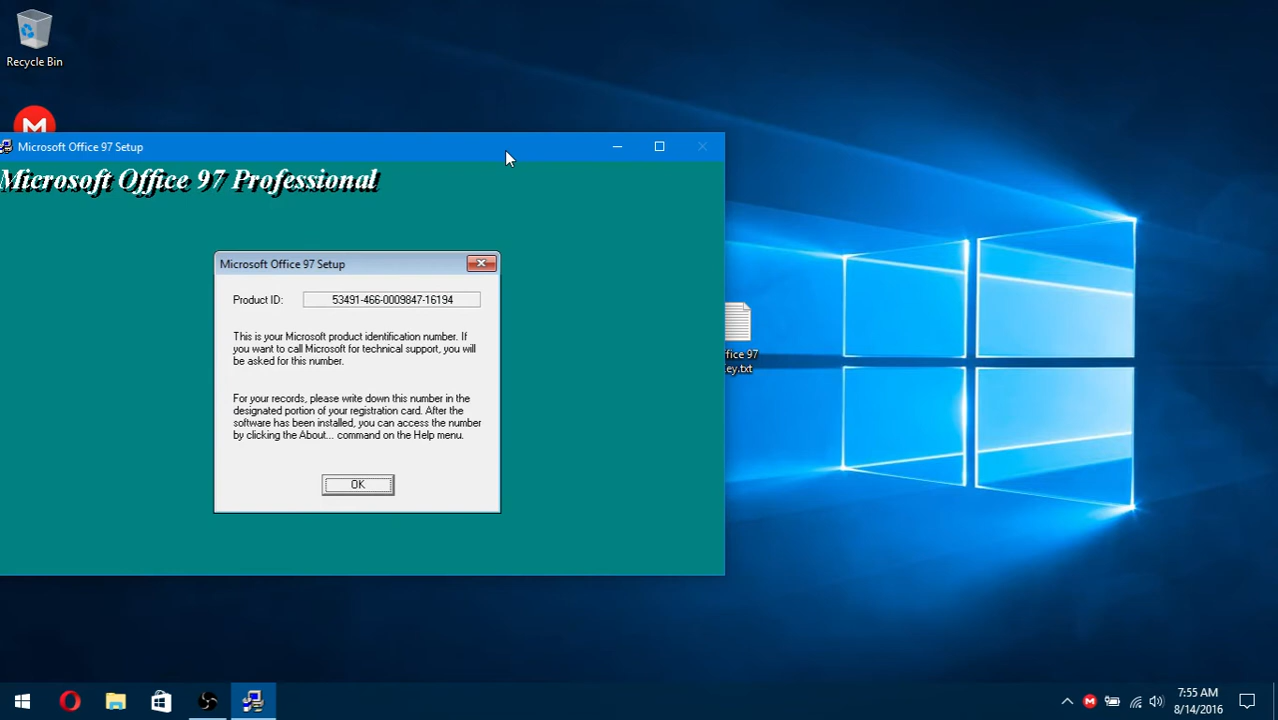 Recycle Bin
Microsoft Office 97 Setup
Microsoft Office 97 Professional
Microsoft Office 97 Setup
Product ID:
53491-466-0009847-16194
This is your Microsoft product identification number. If
you want to call Microsoft for technical support, you will
be asked for this number.
For your records, please write down this number in the
designated portion of your registration card. After the
software has been installed, you can access the number
by clicking the About... command on the Help menu.
OK
ffice 97
ey.txt
7:55 AM
8/14/2016